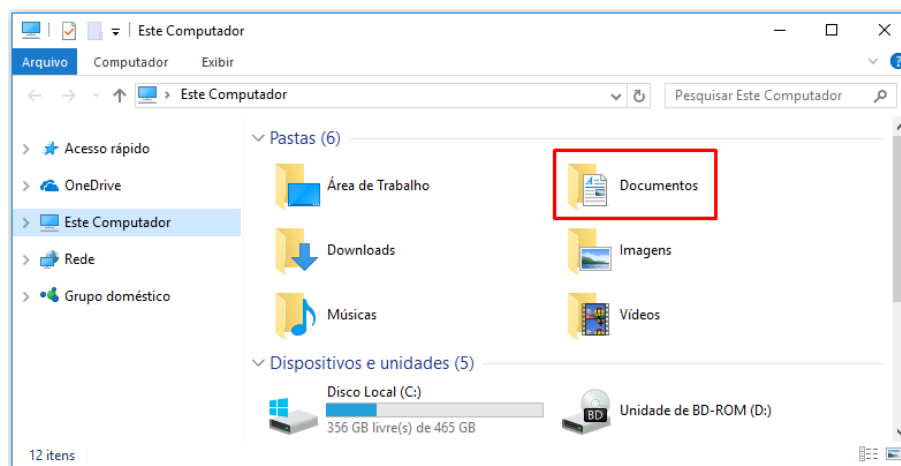 Este Computador
Arquivo Computador Exibir
Este Computador Pesquisar Este Computador
Acesso rápido
OneDrive
Este Computador
Rede
Grupo doméstico
Pastas (6)
Área de Trabalho Documentos
Downloads Imagens
Músicas Vídeos
Dispositivos e unidades (5)
Disco Local (C:)
356 GB livre(s) de 465 GB
BD Unidade de BD-ROM (D:)
12 itens